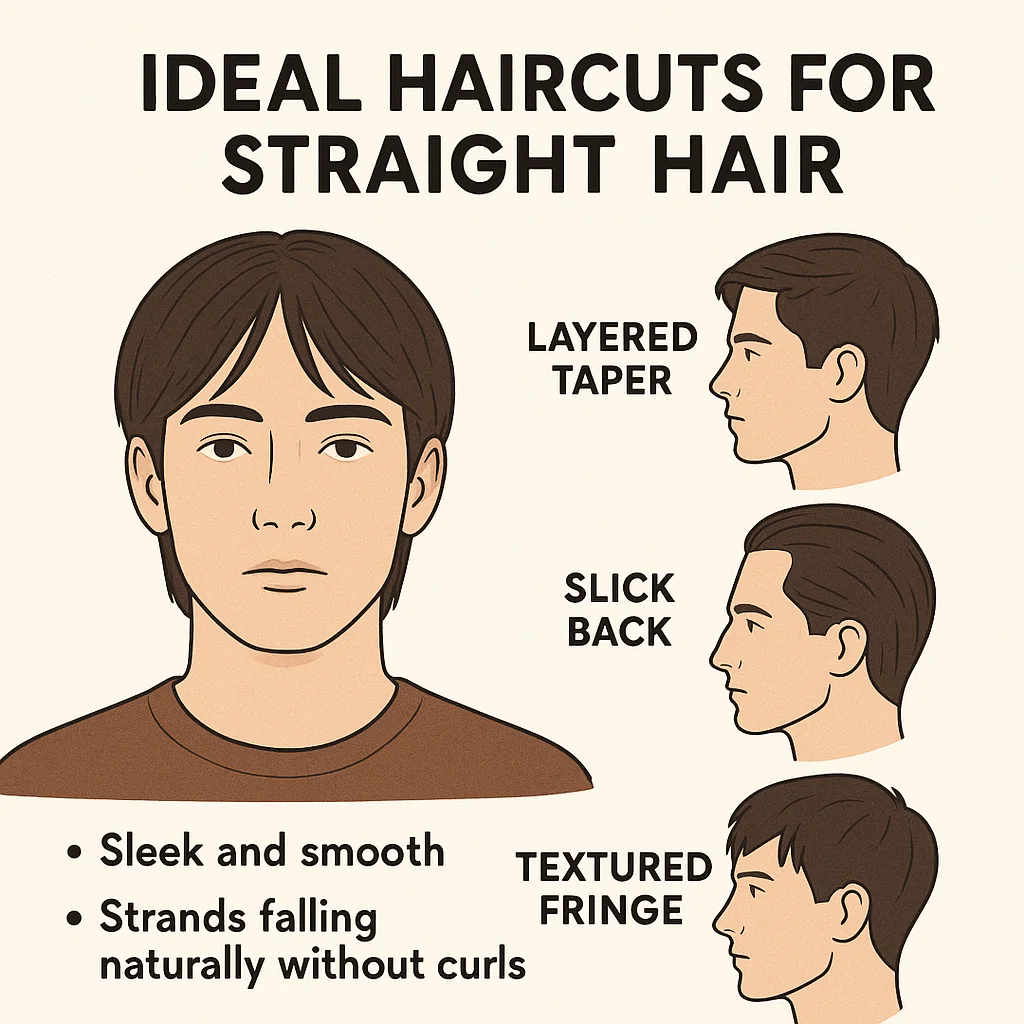 IDEAL HAIRCUTS FOR
STRAIGHT HAIR
LAYERED
TAPER
SLICK
BACK
TEXTURED
FRINGE
• Sleek and smooth
• Strands falling
naturally without curls